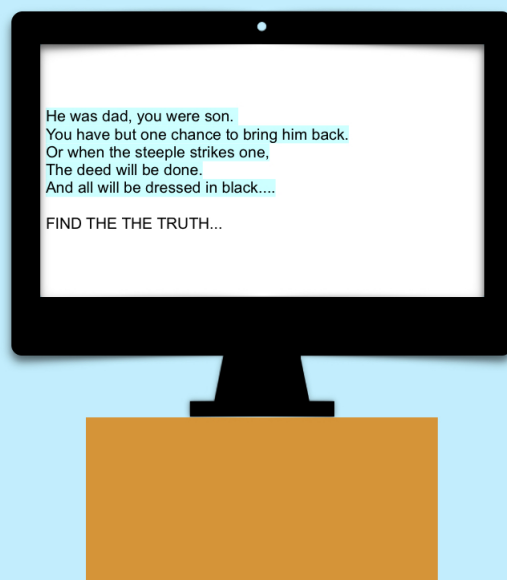 He was dad, you were son.
You have but one chance to bring him back.
Or when the steeple strikes one,
The deed will be done.
And all will be dressed in black....
FIND THE THE TRUTH...